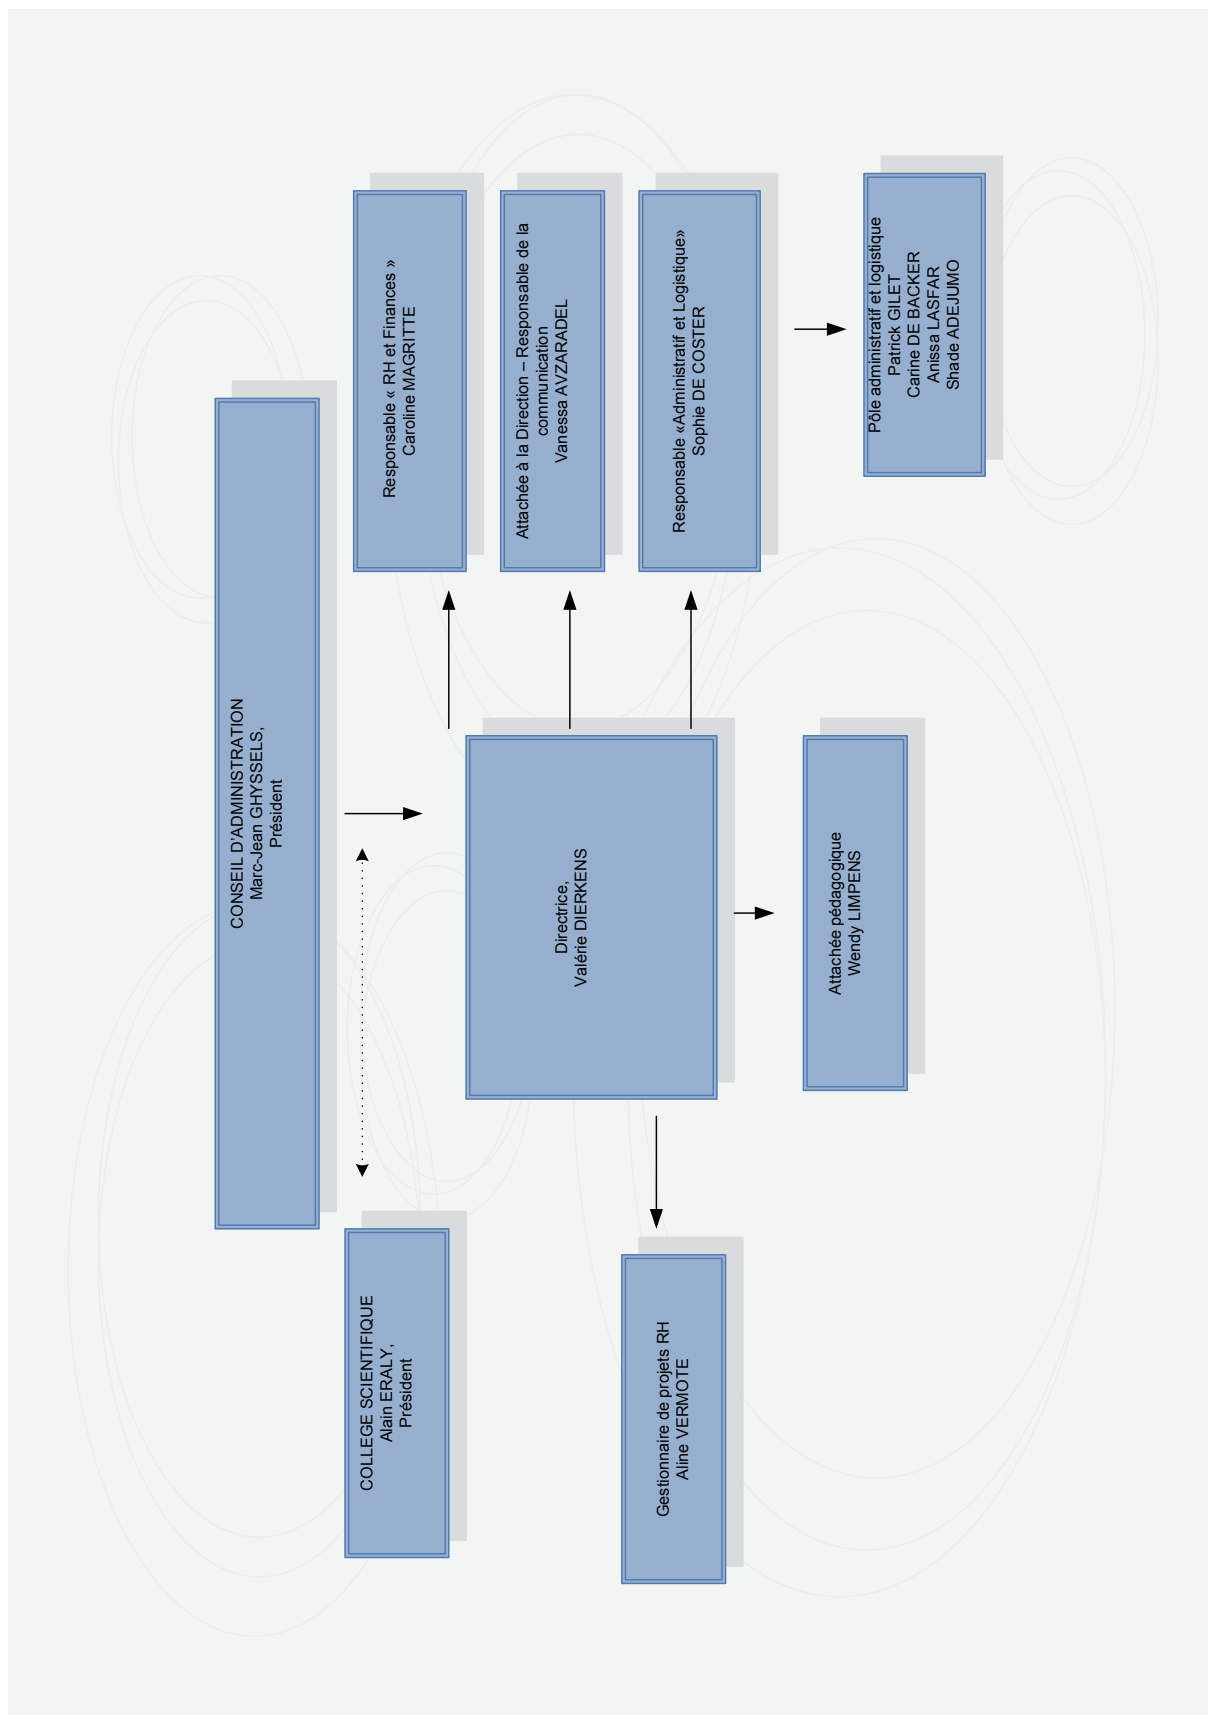 CONSEIL D'ADMINISTRATION
Marc-Jean GHYSSELS,
Président
COLLEGE SCIENTIFIQUE
Alain ERALY,
Président
Directrice,
Valérie DIERKENS
Responsable « RH et Finances »
Caroline MAGRITTE
Attachée à la Direction – Responsable de la
communication
Vanessa AVZARADEL
Responsable «Administratif et Logistique»
Sophie DE COSTER
Gestionnaire de projets RH
Aline VERMOTE
Attachée pédagogique
Wendy LIMPENS
Pôle administratif et logistique
Patrick GILET
Carine DE BACKER
Anissa LASFAR
Shade ADEJUMO